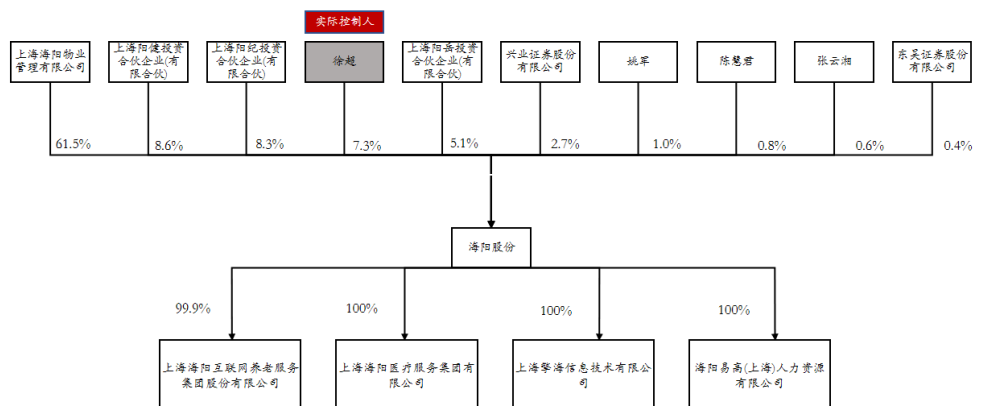 实际控制人
上海海阳物业
管理有限公司
上海阳健投资
合伙企业(有
限合伙)
上海阳纪投资
合伙企业(有
限合伙)
徐超
上海阳岳投资
合伙企业(有
限合伙)
兴业证券股份
有限公司
姚军
陈慧君
张云湘
东吴证券股份
有限公司
61.5%
8.6%
8.3%
7.3%
5.1%
2.7%
1.0%
0.8%
0.6%
0.4%
海阳股份
99.9%
100%
100%
100%
上海海阳互联网养老服务
集团股份有限公司
上海海阳医疗服务集团有
限公司
上海擎海信息技术有限公
司
海阳易高(上海)人力资源
有限公司